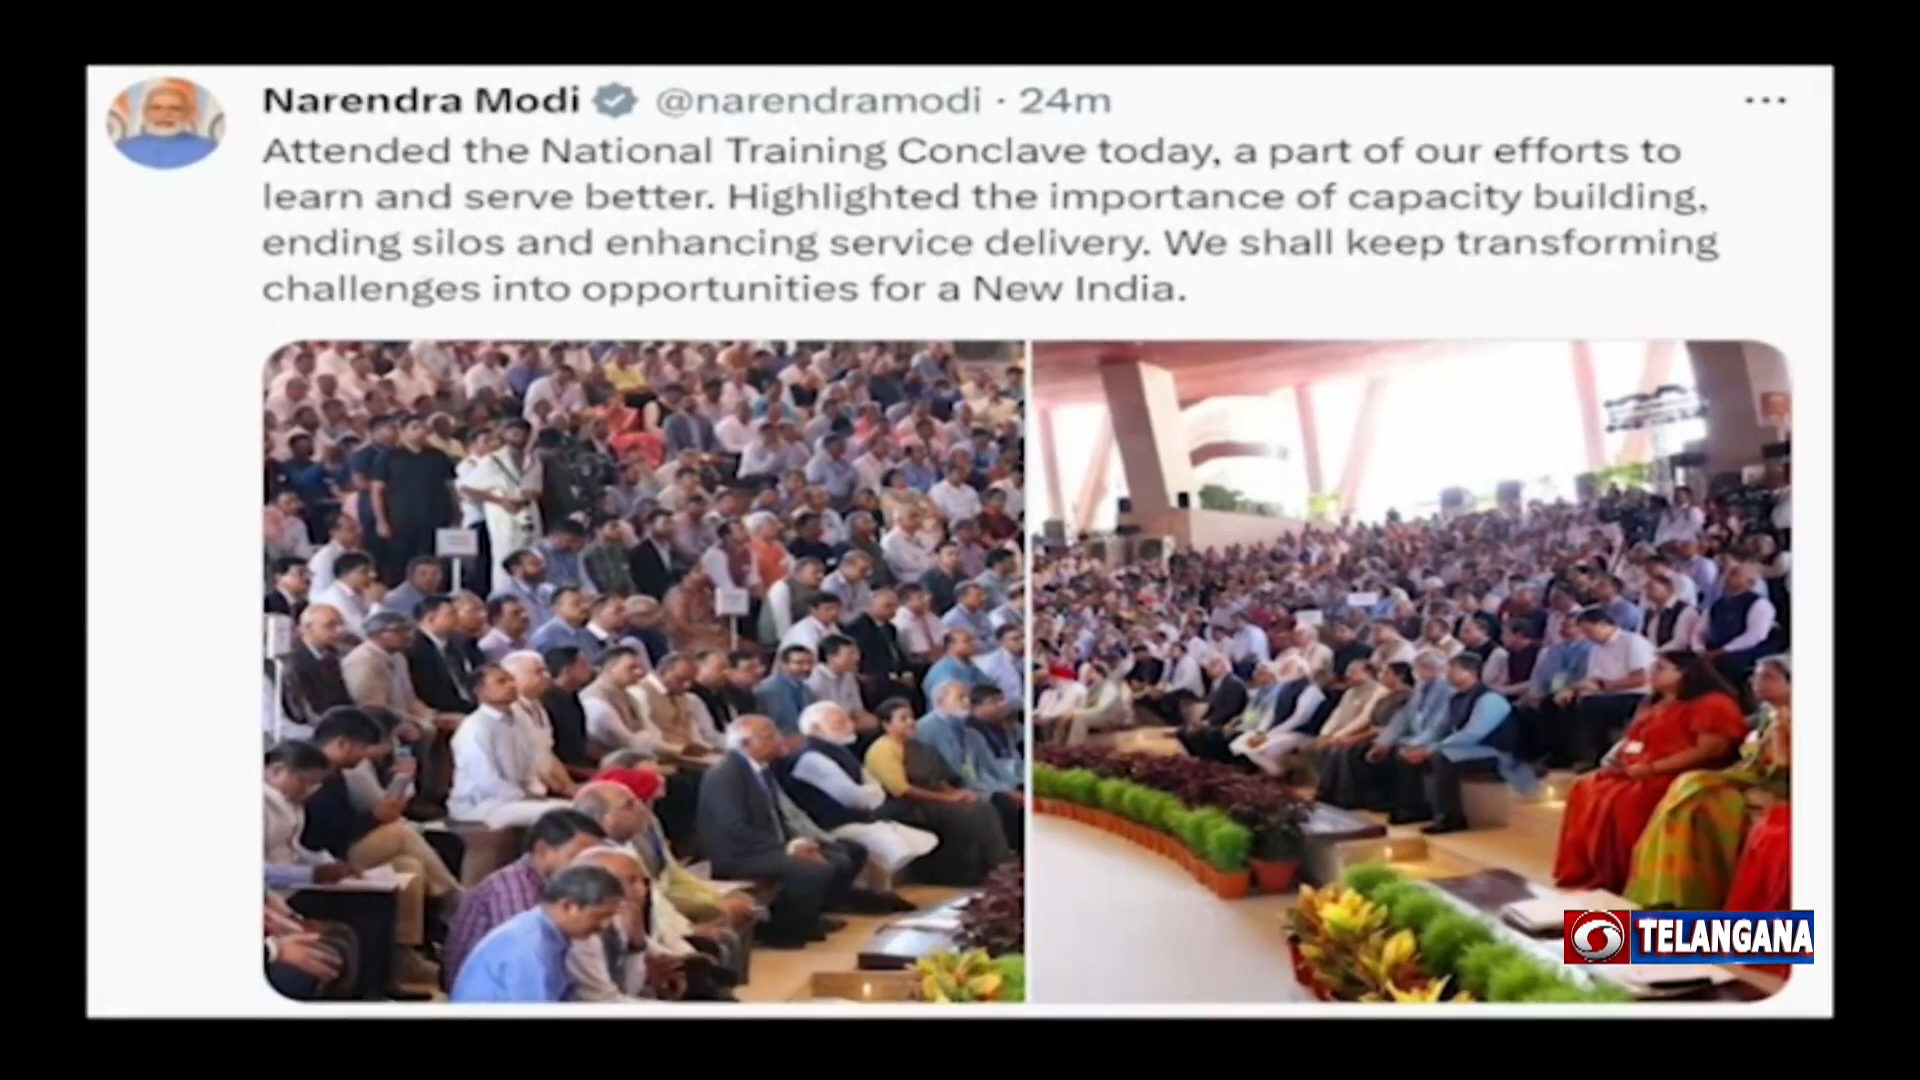 Narendra Modi @narendramodi · 24m
Attended the National Training Conclave today, a part of our efforts to
learn and serve better. Highlighted the importance of capacity building,
ending silos and enhancing service delivery. We shall keep transforming
challenges into opportunities for a New India.
TELANGANA